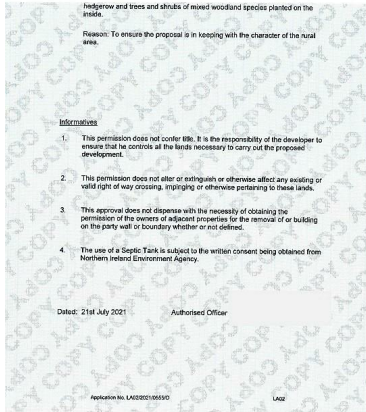 hedgerow and trees and shrubs of mixed woodland species planted on the
inside.
Reason: To ensure the proposal is in keeping with the character of the rural
area.
Informatives
1. This permission does not confer title. It is the responsibility of the developer to
ensure that he controls all the lands necessary to carry out the proposed
development.
2. This permission does not alter or extinguish or otherwise affect any existing or
valid right of way crossing, impinging or otherwise pertaining to these lands.
3. This approval does not dispense with the necessity of obtaining the
permission of the owners of adjacent properties for the removal of or building
on the party wall or boundary whether or not defined.
4. The use of a Septic Tank is subject to the written consent being obtained from
Northern Ireland Environment Agency.
Dated: 21st July 2021 Authorised Officer
Application No. LA02/2021/0555/O LA02
COPY COPY COPY